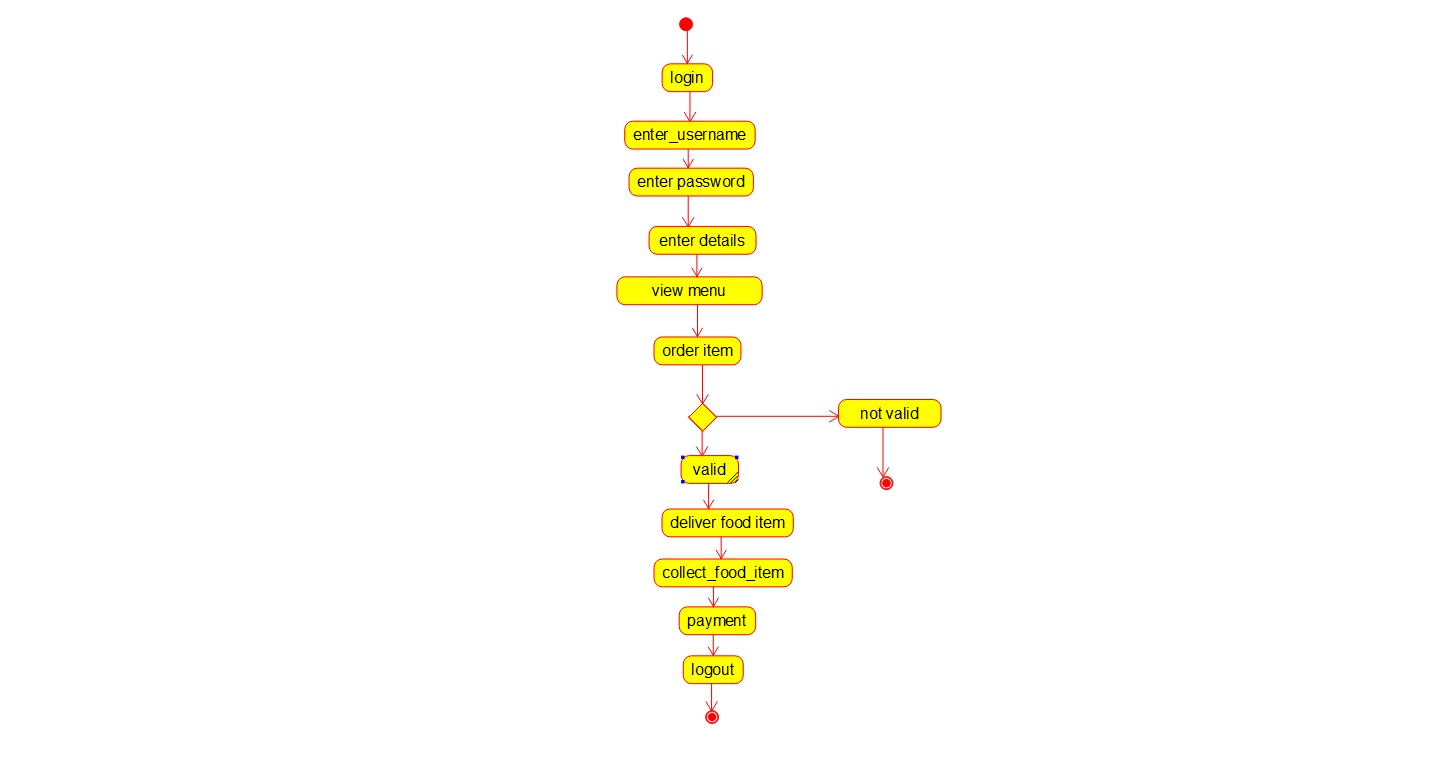 login
enter_username
enter password
enter details
view menu
order item
not valid
valid
deliver food item
collect_food_item
payment
logout